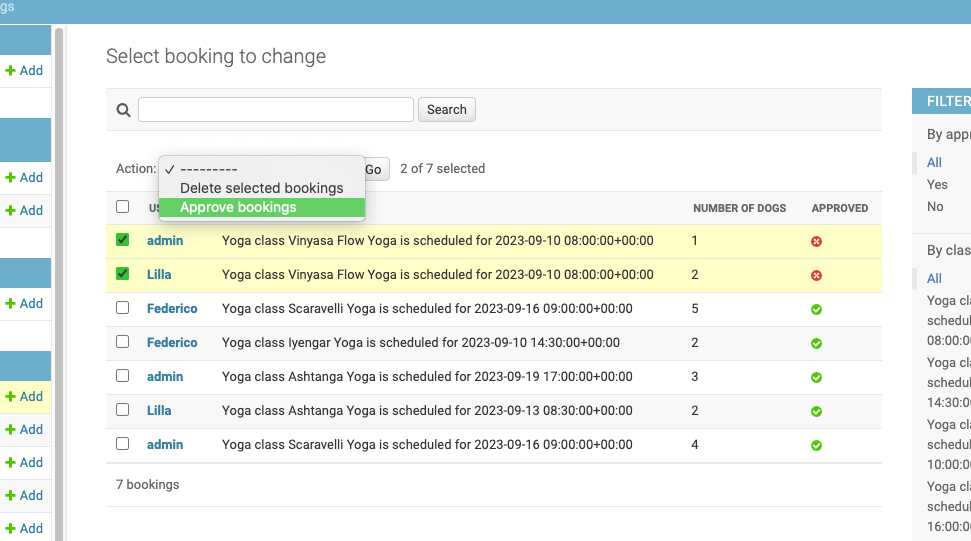 gs
Select booking to change
Search
Action:
✓ ---------
Delete selected bookings
Approve bookings
Go
2 of 7 selected
US NUMBER OF DOGS APPROVED
admin Yoga class Vinyasa Flow Yoga is scheduled for 2023-09-10 08:00:00+00:00 1
Lilla Yoga class Vinyasa Flow Yoga is scheduled for 2023-09-10 08:00:00+00:00 2
Federico Yoga class Scaravelli Yoga is scheduled for 2023-09-16 09:00:00+00:00 5
Federico Yoga class Iyengar Yoga is scheduled for 2023-09-10 14:30:00+00:00 2
admin Yoga class Ashtanga Yoga is scheduled for 2023-09-19 17:00:00+00:00 3
Lilla Yoga class Ashtanga Yoga is scheduled for 2023-09-13 08:30:00+00:00 2
admin Yoga class Scaravelli Yoga is scheduled for 2023-09-16 09:00:00+00:00 4
7 bookings
+ Add
+ Add
+ Add
+ Add
+ Add
+ Add
+ Add
+ Add
+ Add
FILTER
By appr
All
Yes
No
By clas
All
Yoga cla
schedul
08:00:0
Yoga cla
schedul
14:30:0
Yoga cla
schedul
10:00:0
Yoga cla
schedul
16:00:0